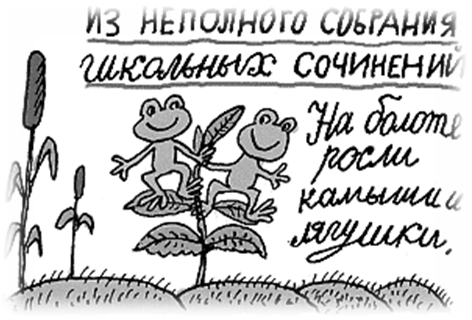 ИЗ НЕПОЛНОГО СОБРАНИЯ
ШКОЛЬНЫХ СОЧИНЕНИЙ
На болоте
росли
камыши и
лягушки.